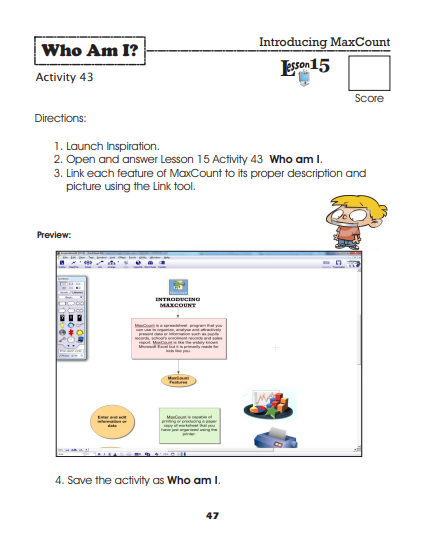 Introducing MaxCount
Who Am I?
Lesson 15
Activity 43
Score
Directions:
1. Launch Inspiration.
2. Open and answer Lesson 15 Activity 43 Who am I.
3. Link each feature of MaxCount to its proper description and
picture using the Link tool.
Preview:
INTRODUCING
MAXCOUNT
MaxCount is a spreadsheet program that you
can use to organize, analyze and attractively
present data or information such as pupils
records, school's enrolment records and sales
report. MaxCount is like the widely known
Microsoft Excel but it is primarily made for
kids like you.
MaxCount
Features
Enter and edit
information or
data
MaxCount is capable of
printing or producing a paper
copy of worksheet that you
have just organized using the
printer.
4. Save the activity as Who am I.
47